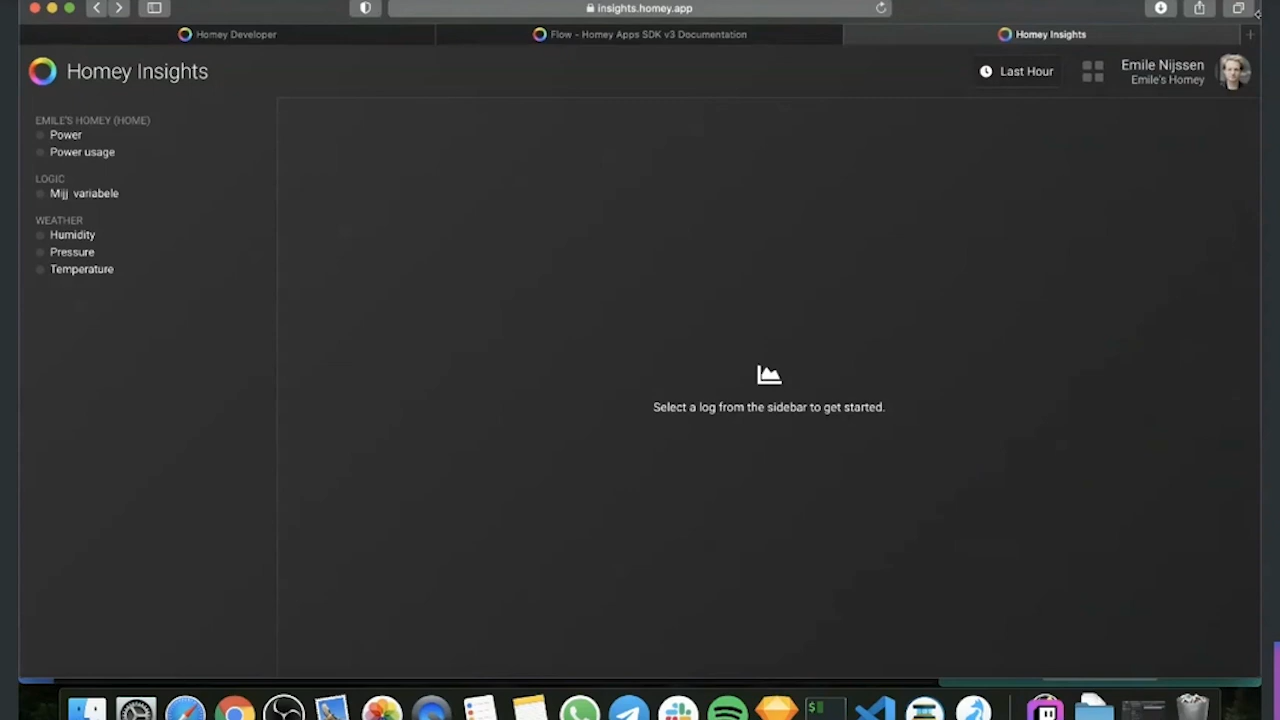 insights.homey.app
Homey Developer
Flow - Homey Apps SDK v3 Documentation
Homey Insights
Homey Insights
Last Hour
Emile Nijssen
Emile's Homey
EMILE'S HOMEY (HOME)
Power
Power usage
LOGIC
Mijj variabele
WEATHER
Humidity
Pressure
Temperature
Select a log from the sidebar to get started.
$